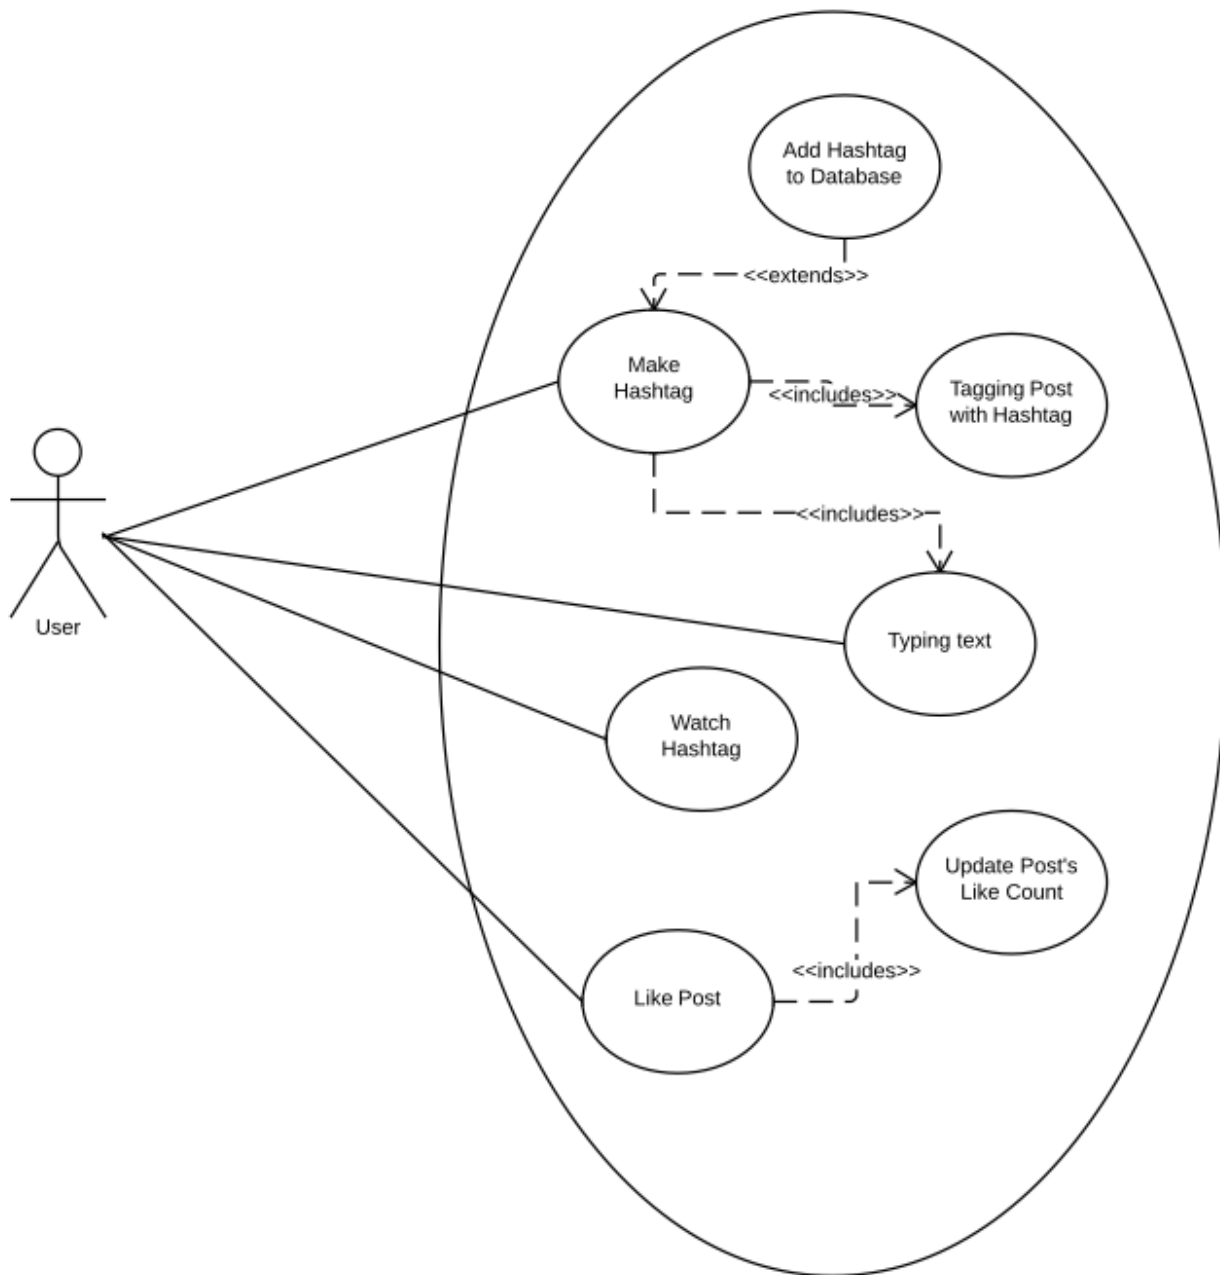 Add Hashtag
to Database
<<extends>>
Make
Hashtag
<<includes>>
Tagging Post
with Hashtag
<<includes>>
User
Typing text
Watch
Hashtag
Update Post's
Like Count
<<includes>>
Like Post